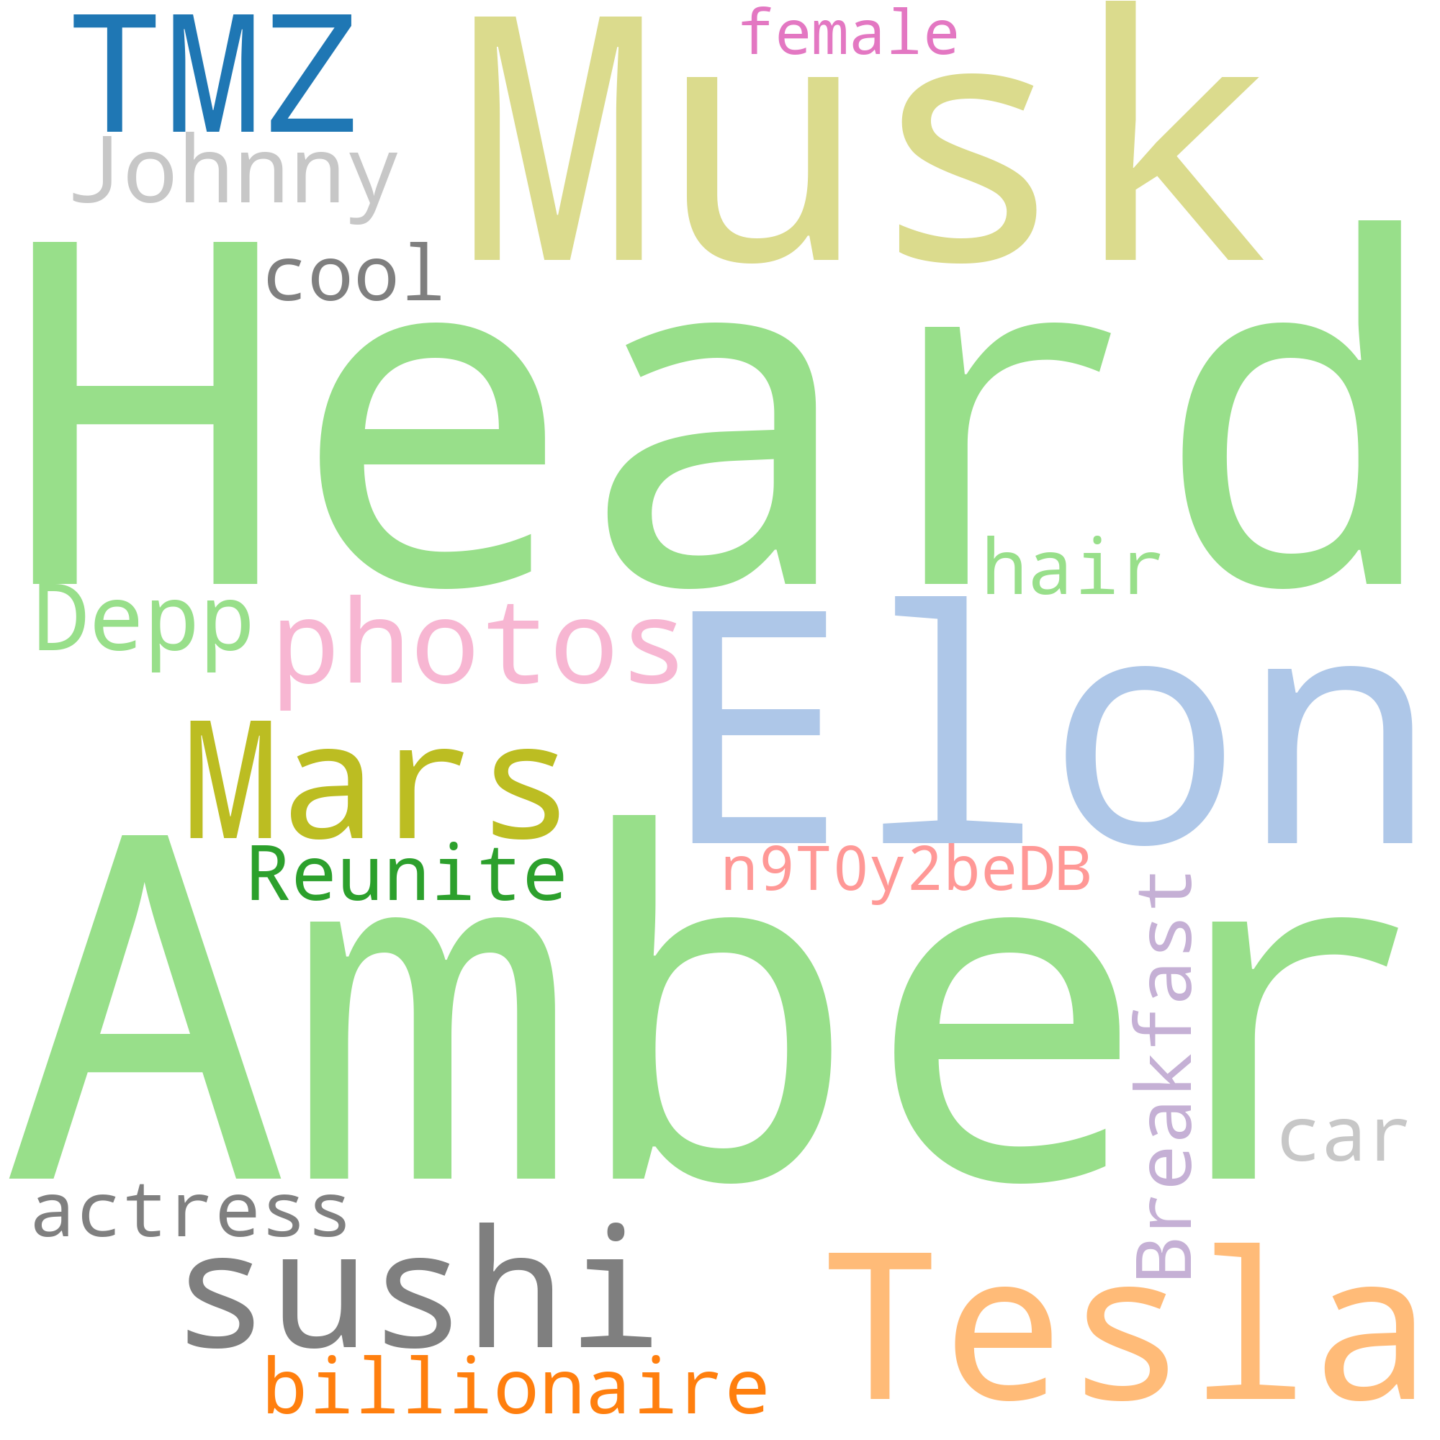 TMZ
Musk
female
Johnny
cool
Heard
hair
Depp
photos
Elon
Mars
Reunite
n9T0y2beDB
Amber
Breakfast
car
actress
sushi
Tesla
billionaire